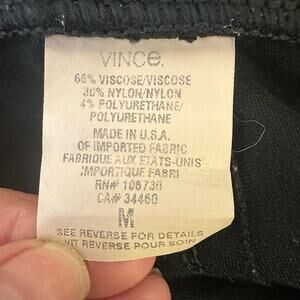 VINCE.
66% VISCOSE/VISCOSE
30% NYLON/NYLON
4% POLYURETHANE/
POLYURETHANE
MADE IN U.S.A.
OF IMPORTED FABRIC
FABRIQUE AUX ETATS-UNIS
IMPORTIQUE FABRI
RN# 105730
CA# 34460
M
SEE REVERSE FOR DETAILS
VIT REVERSE POUR SOIN